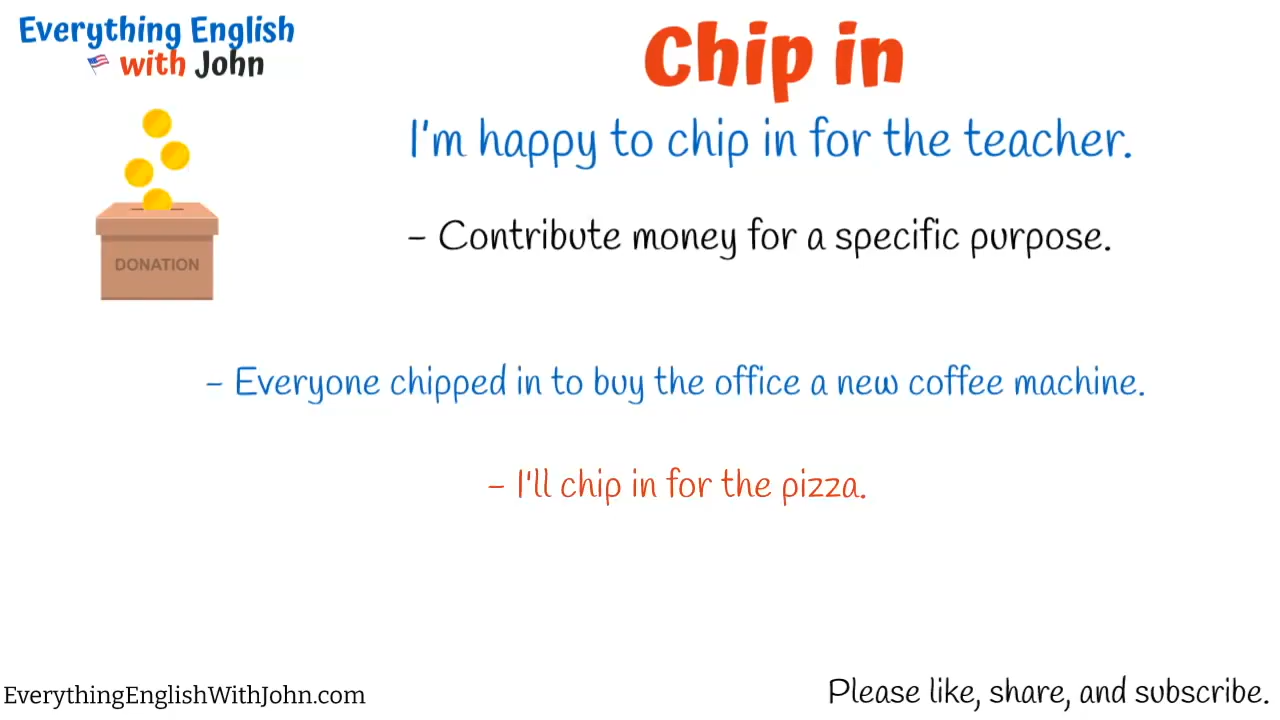 Everything English
with John
Chip in
I'm happy to chip in for the teacher.
- Contribute money for a specific purpose.
DONATION
- Everyone chipped in to buy the office a new coffee machine.
- I'll chip in for the pizza.
EverythingEnglishWithJohn.com
Please like, share, and subscribe.